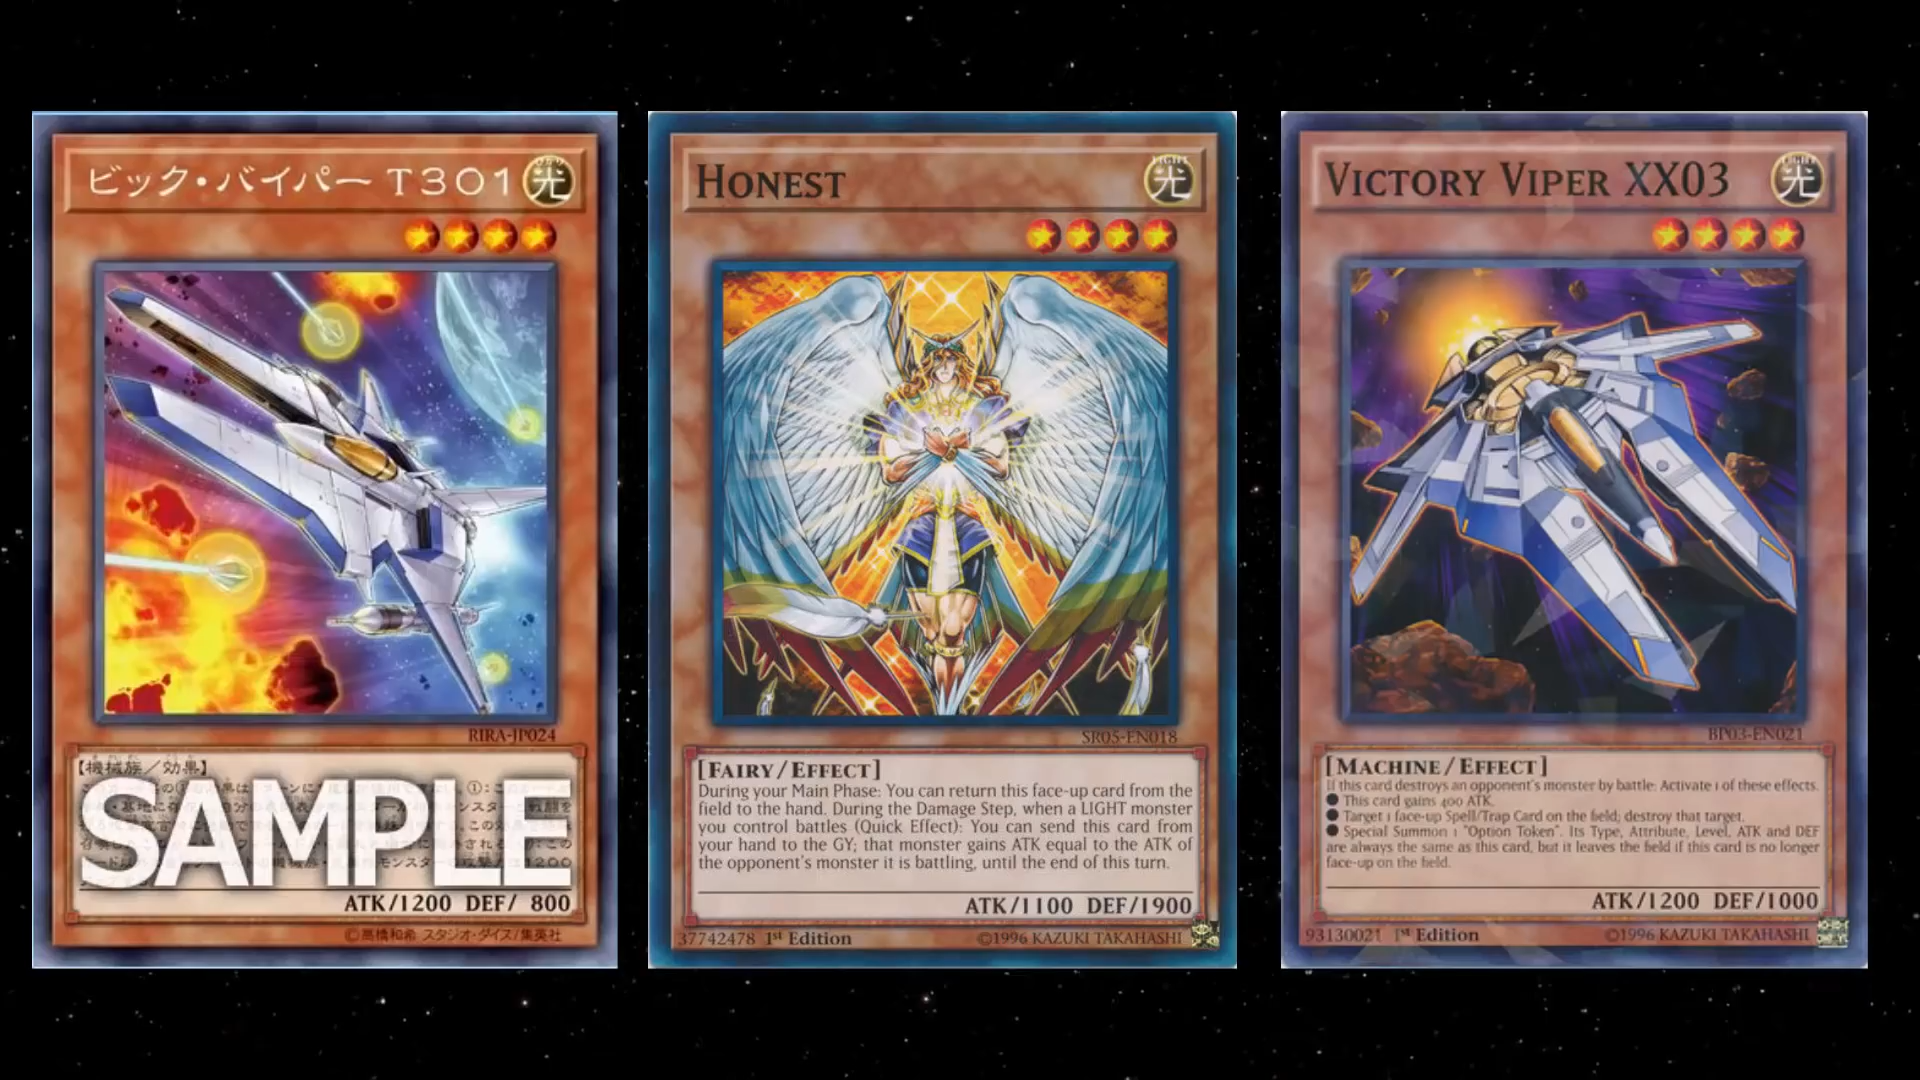 ビック・バイパー T301
光
RIRA-JP024
【機械族/効果】
SAMPLE
ATK/1200 DEF/ 800
©高橋和希 スタジオ・ダイス/集英社
HONEST
LIGHT
光
SR05-EN018
[FAIRY/EFFECT]
During your Main Phase: You can return this face-up card from the
field to the hand. During the Damage Step, when a LIGHT monster
you control battles (Quick Effect): You can send this card from
your hand to the GY; that monster gains ATK equal to the ATK of
the opponent's monster it is battling, until the end of this turn.
ATK/1100 DEF/1900
37742478 1st Edition
©1996 KAZUKI TAKAHASHI
VICTORY VIPER XX03
LIGHT
光
BP03-EN021
[MACHINE/EFFECT]
If this card destroys an opponent's monster by battle: Activate 1 of these effects.
● This card gains 400 ATK.
● Target 1 face-up Spell/Trap Card on the field; destroy that target.
● Special Summon 1 "Option Token". Its Type, Attribute, Level, ATK and DEF
are always the same as this card, but it leaves the field if this card is no longer
face-up on the field.
ATK/1200 DEF/1000
93130021 1st Edition
©1996 KAZUKI TAKAHASHI